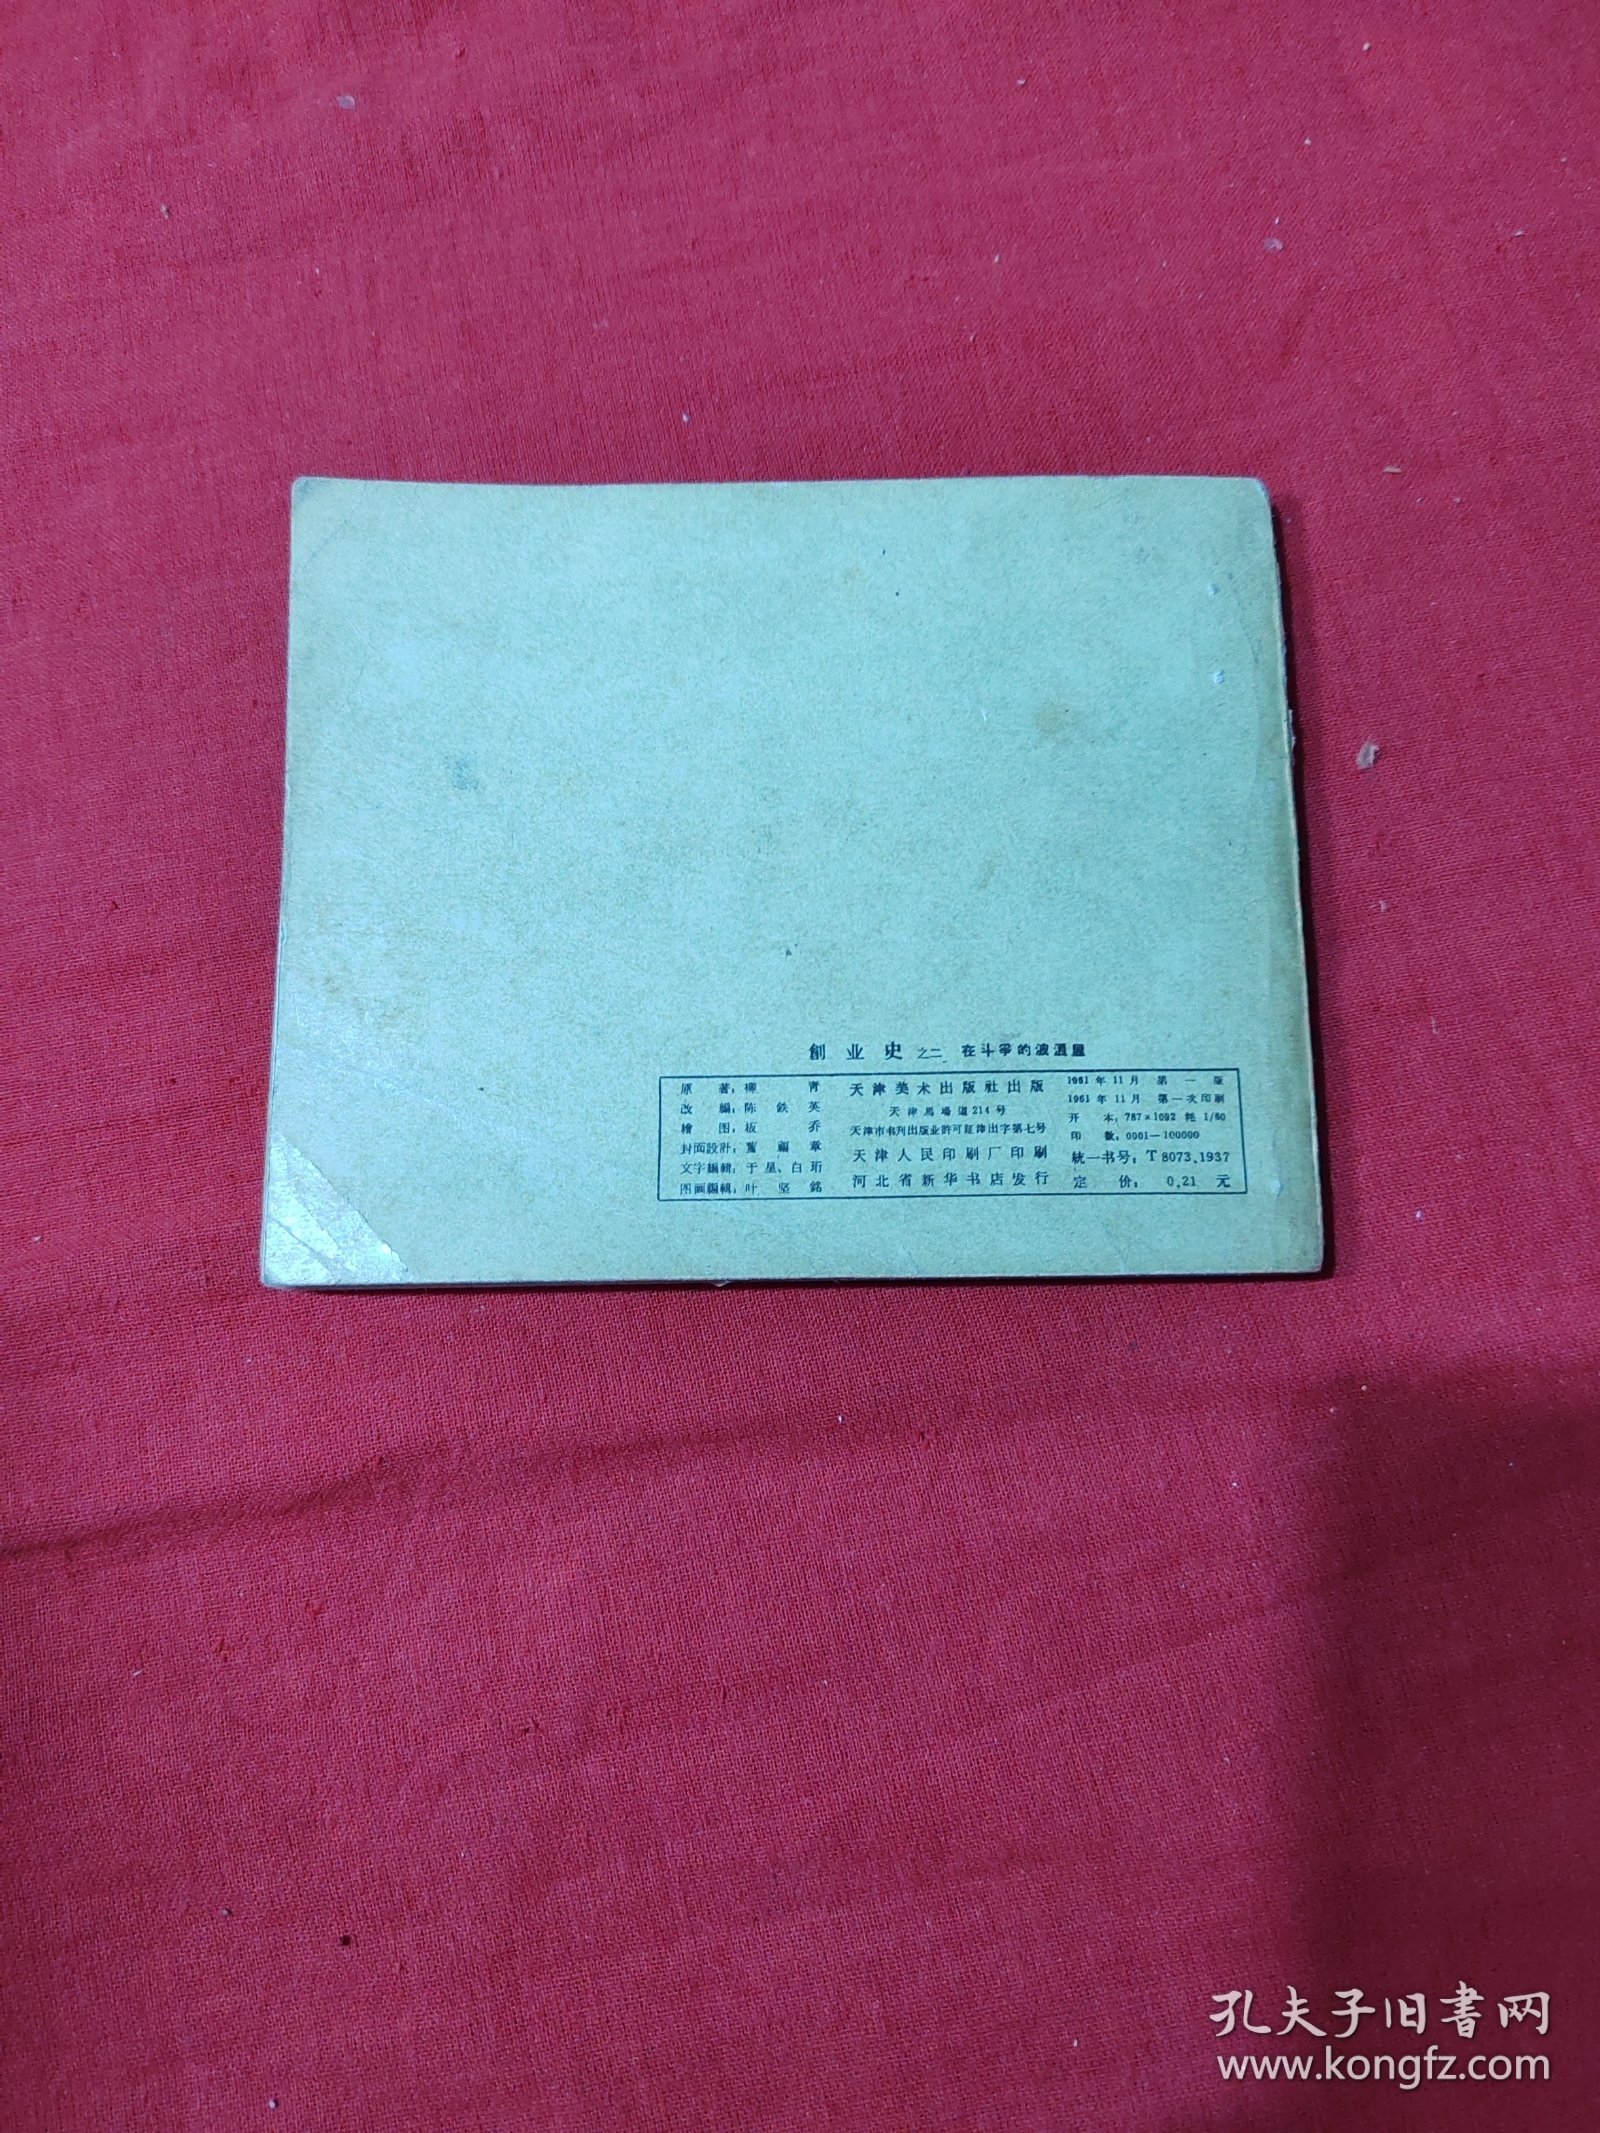 創业史 之二 在斗爭的波濤里
原著：柳青
改編：陈鉄英
繪图：板乔
封面設計：福章
文字編輯：于星、白珩
图画編輯：叶坚銘
天津美术出版社出版
天津馬場道214号
天津市书刊出版业許可証津出字第七号
天津人民印刷厂印刷
河北省新华书店发行
1961年11月 第一版
1961年11月 第一次印刷
开本：787×1092 耗 1/60
印数：0001—100000
統一书号：T8073.1937
定价：0.21元
孔夫子旧書网
www.kongfz.com